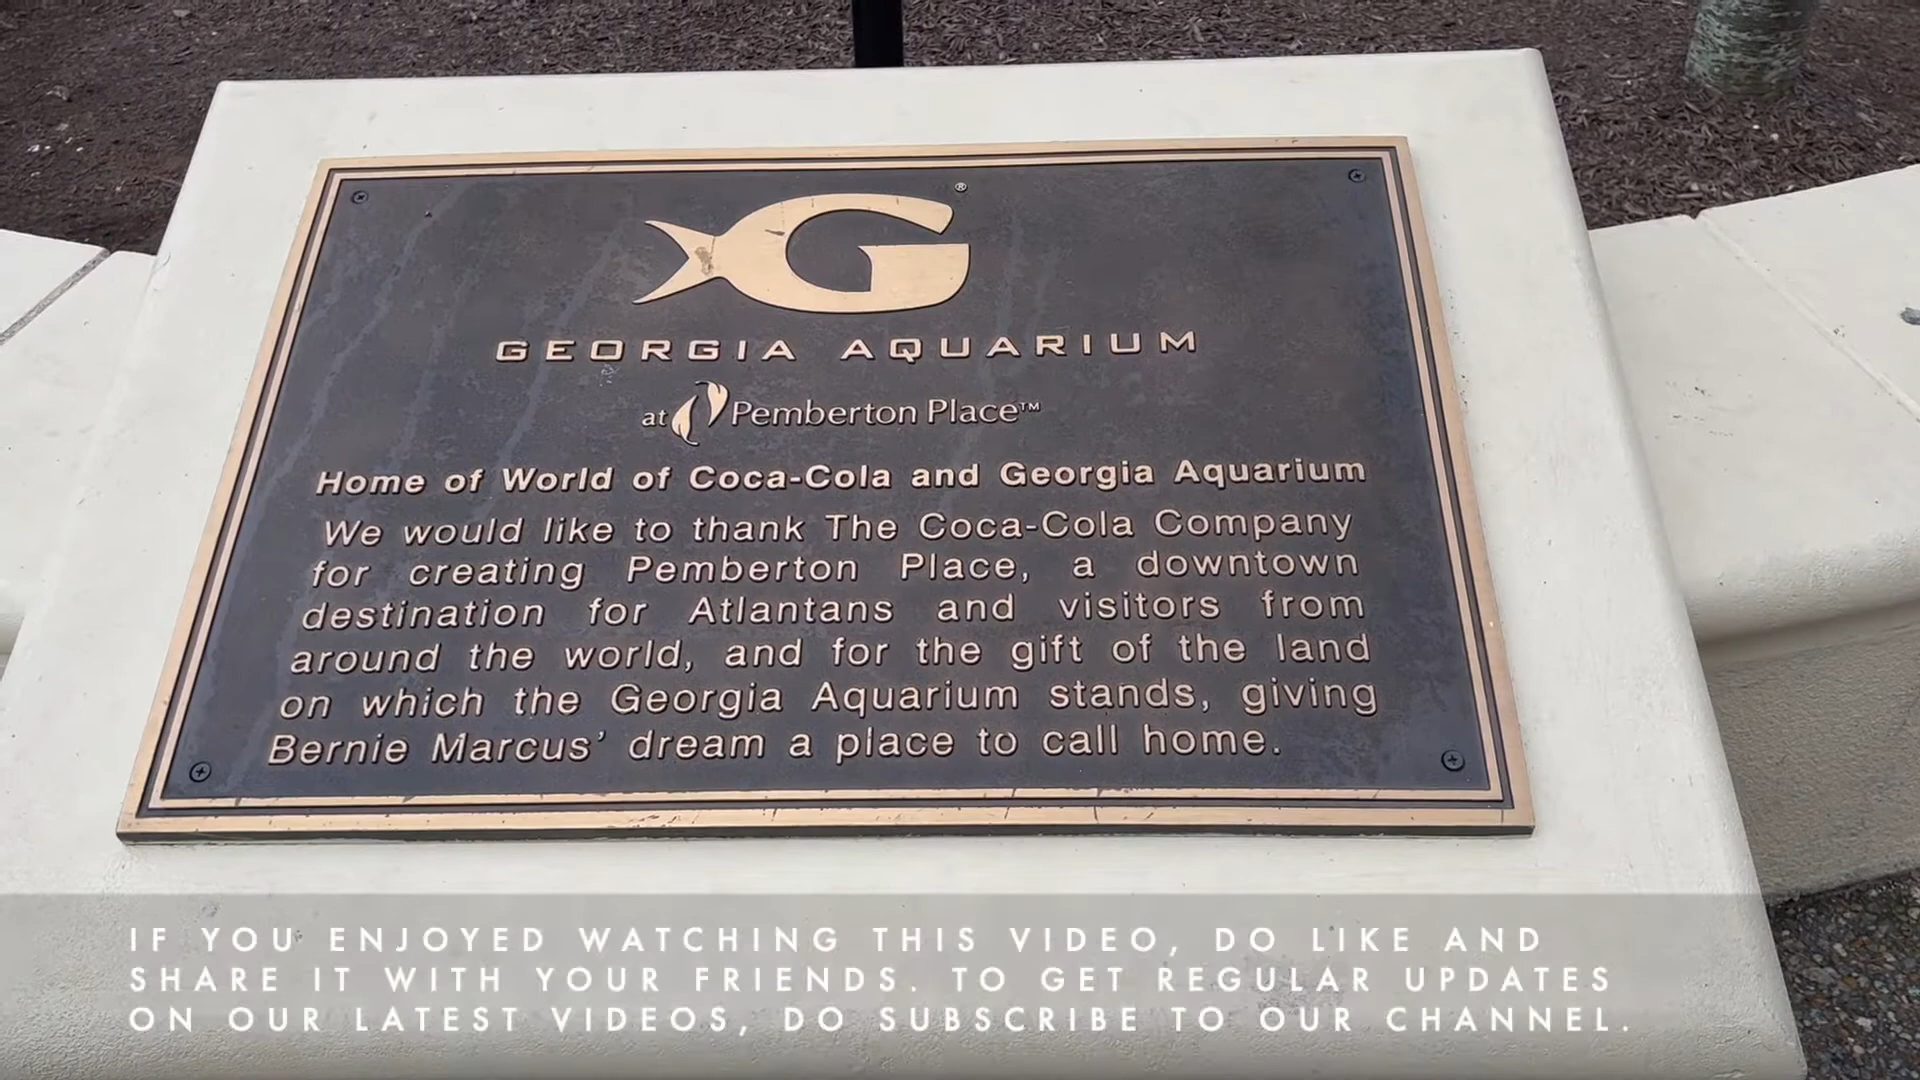 G®
GEORGIA AQUARIUM
at Pemberton Place™
Home of World of Coca-Cola and Georgia Aquarium
We would like to thank The Coca-Cola Company
for creating Pemberton Place, a downtown
destination for Atlantans and visitors from
around the world, and for the gift of the land
on which the Georgia Aquarium stands, giving
Bernie Marcus' dream a place to call home.
IF YOU ENJOYED WATCHING THIS VIDEO, DO LIKE AND
SHARE IT WITH YOUR FRIENDS. TO GET REGULAR UPDATES
ON OUR LATEST VIDEOS, DO SUBSCRIBE TO OUR CHANNEL.